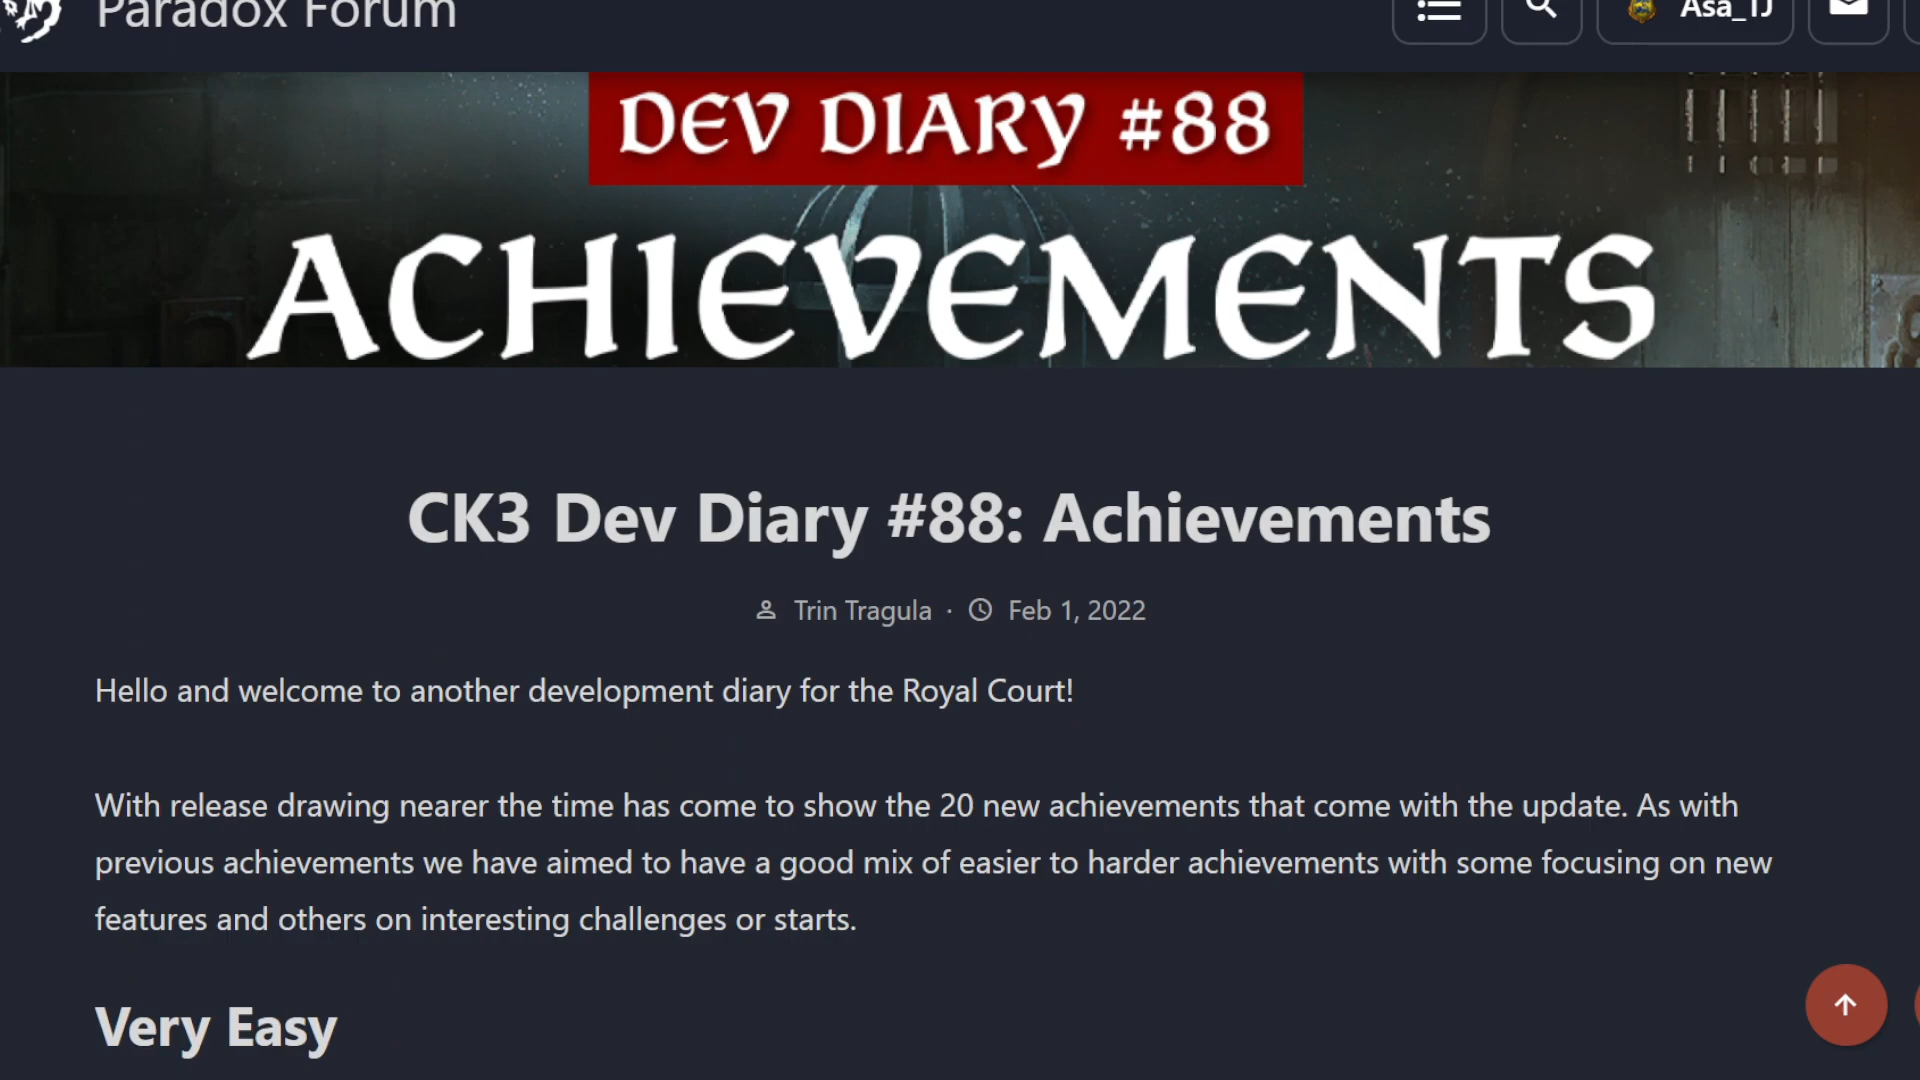 Paradox Forum
Asa_TJ
DEV DIARY #88
ACHIEVEMENTS
CK3 Dev Diary #88: Achievements
Trin Tragula · Feb 1, 2022
Hello and welcome to another development diary for the Royal Court!
With release drawing nearer the time has come to show the 20 new achievements that come with the update. As with
previous achievements we have aimed to have a good mix of easier to harder achievements with some focusing on new
features and others on interesting challenges or starts.
Very Easy